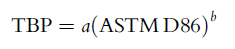 TBP = a(ASTM D86)^b